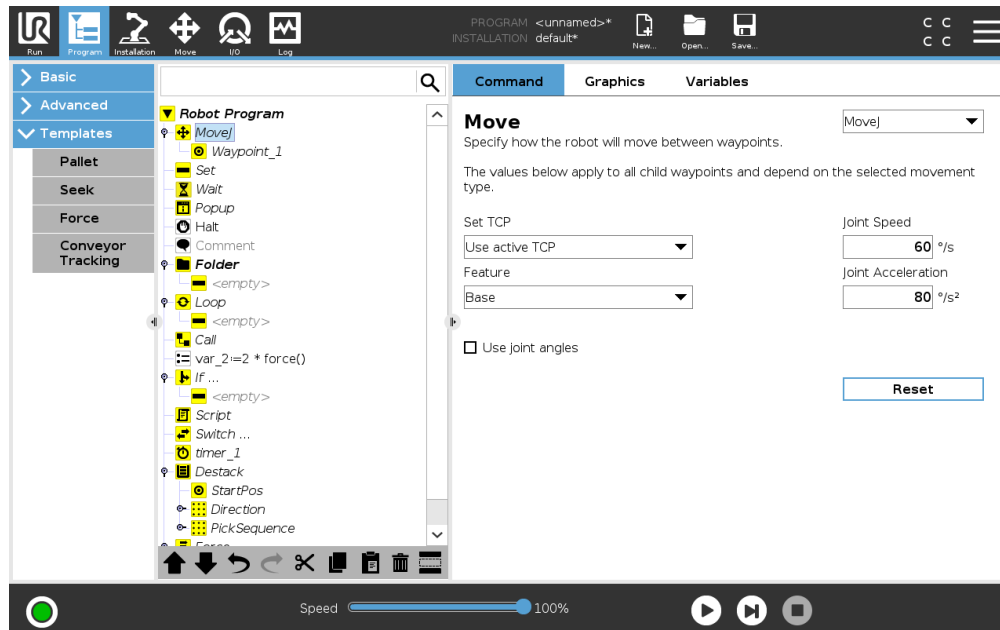 UR
Run
Program
Installation
Move
I/O
Log
PROGRAM <unnamed>*
INSTALLATION default*
New...
Open...
Save...
C C
C C
Basic
Advanced
Templates
Pallet
Seek
Force
Conveyor
Tracking
Robot Program
MoveJ
Waypoint_1
Set
Wait
Popup
Halt
Comment
Folder
<empty>
Loop
<empty>
Call
var_2:=2 * force()
If ...
<empty>
Script
Switch ...
timer_1
Destack
StartPos
Direction
PickSequence
Force
Command
Graphics
Variables
Move
MoveJ
Specify how the robot will move between waypoints.
The values below apply to all child waypoints and depend on the selected movement
type.
Set TCP
Joint Speed
Use active TCP
60 °/s
Feature
Joint Acceleration
Base
80 °/s²
Use joint angles
Reset
Speed
100%